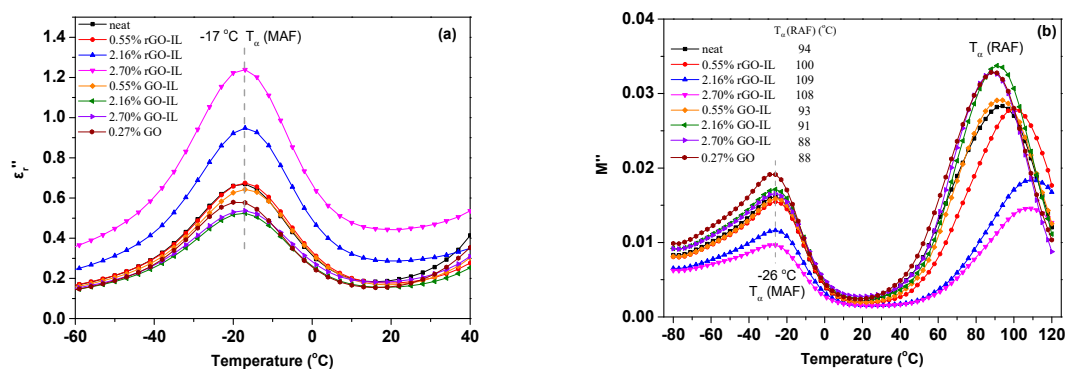 (a)
neat
0.55% rGO-IL
2.16% rGO-IL
2.70% rGO-IL
0.55% GO-IL
2.16% GO-IL
2.70% GO-IL
0.27% GO
-17 °C Tα (MAF)
εr''
1.4
1.2
1.0
0.8
0.6
0.4
0.2
0.0
-60 -40 -20 0 20 40
Temperature (°C)
(b)
Tα (RAF) (°C)
neat 94
0.55% rGO-IL 100
2.16% rGO-IL 109
2.70% rGO-IL 108
0.55% GO-IL 93
2.16% GO-IL 91
2.70% GO-IL 88
0.27% GO 88
Tα (RAF)
-26 °C
Tα (MAF)
M''
0.04
0.03
0.02
0.01
0.00
-80 -60 -40 -20 0 20 40 60 80 100 120
Temperature (°C)